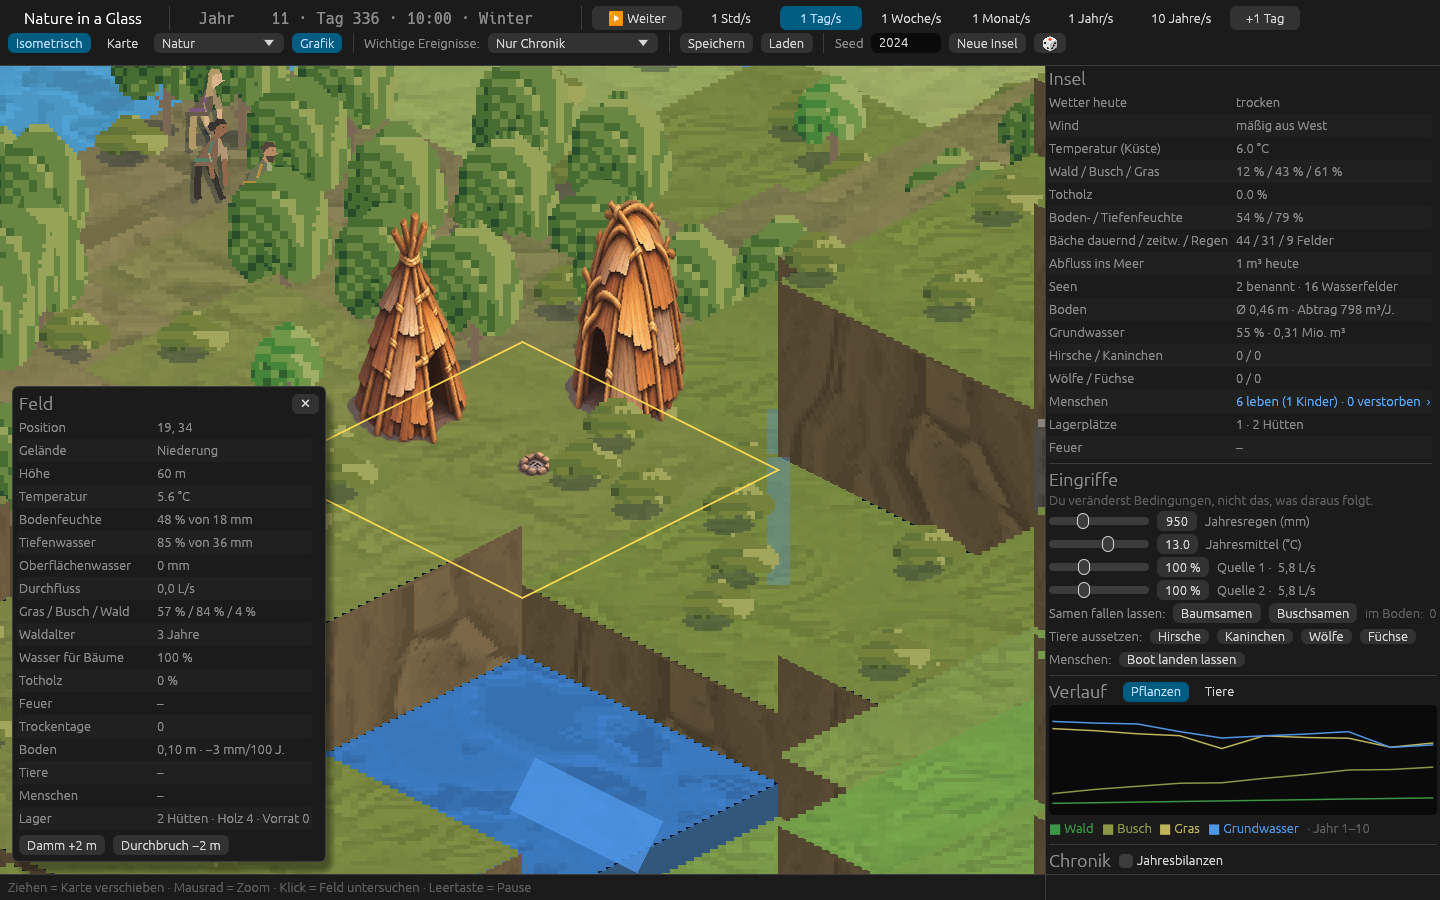 Nature in a Glass
Jahr 11 · Tag 336 · 10:00 · Winter
Weiter
1 Std/s
1 Tag/s
1 Woche/s
1 Monat/s
1 Jahr/s
10 Jahre/s
+1 Tag
Isometrisch
Karte
Natur
Grafik
Wichtige Ereignisse:
Nur Chronik
Speichern
Laden
Seed
2024
Neue Insel
Feld
Position 19, 34
Gelände Niederung
Höhe 60 m
Temperatur 5.6 °C
Bodenfeuchte 48 % von 18 mm
Tiefenwasser 85 % von 36 mm
Oberflächenwasser 0 mm
Durchfluss 0,0 L/s
Gras / Busch / Wald 57 % / 84 % / 4 %
Waldalter 3 Jahre
Wasser für Bäume 100 %
Totholz 0 %
Feuer –
Trockentage 0
Boden 0,10 m · −3 mm/100 J.
Tiere –
Menschen –
Lager 2 Hütten · Holz 4 · Vorrat 0
Damm +2 m
Durchbruch −2 m
Insel
Wetter heute trocken
Wind mäßig aus West
Temperatur (Küste) 6.0 °C
Wald / Busch / Gras 12 % / 43 % / 61 %
Totholz 0.0 %
Boden- / Tiefenfeuchte 54 % / 79 %
Bäche dauernd / zeitw. / Regen 44 / 31 / 9 Felder
Abfluss ins Meer 1 m³ heute
Seen 2 benannt · 16 Wasserfelder
Boden Ø 0,46 m · Abtrag 798 m³/J.
Grundwasser 55 % · 0,31 Mio. m³
Hirsche / Kaninchen 0 / 0
Wölfe / Füchse 0 / 0
Menschen 6 leben (1 Kinder) · 0 verstorben ›
Lagerplätze 1 · 2 Hütten
Feuer –
Eingriffe
Du veränderst Bedingungen, nicht das, was daraus folgt.
950 Jahresregen (mm)
13.0 Jahresmittel (°C)
100 % Quelle 1 · 5,8 L/s
100 % Quelle 2 · 5,8 L/s
Samen fallen lassen: Baumsamen Buschsamen im Boden: 0
Tiere aussetzen: Hirsche Kaninchen Wölfe Füchse
Menschen: Boot landen lassen
Verlauf Pflanzen Tiere
Wald Busch Gras Grundwasser · Jahr 1–10
Chronik Jahresbilanzen
Ziehen = Karte verschieben · Mausrad = Zoom · Klick = Feld untersuchen · Leertaste = Pause